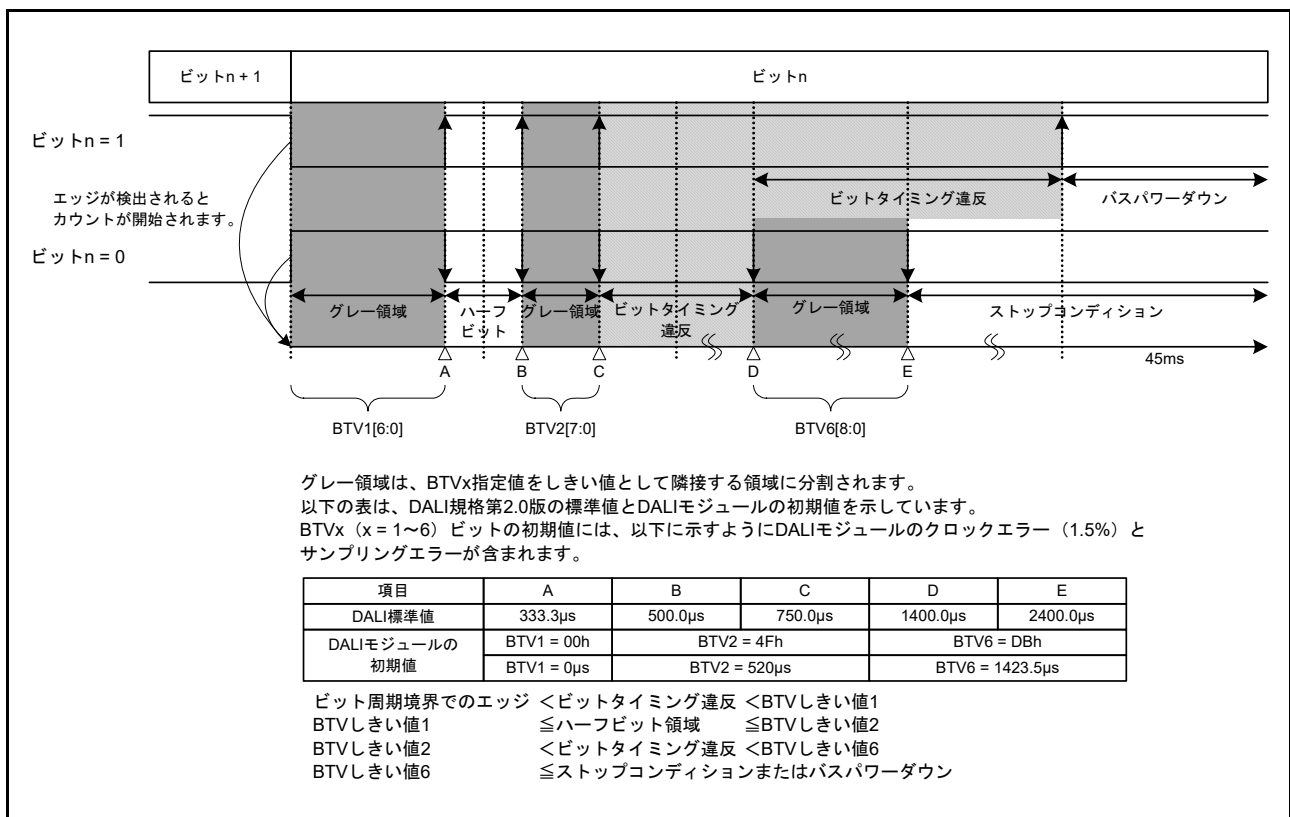 ビットn + 1
ビットn
ビットn = 1
エッジが検出されると
カウントが開始されます。
ビットタイミング違反
バスパワーダウン
ビットn = 0
グレー領域
ハーフ
ビット
グレー領域
ビットタイミング
違反
グレー領域
ストップコンディション
45ms
A
B
C
D
E
BTV1[6:0]
BTV2[7:0]
BTV6[8:0]
グレー領域は、BTVx指定値をしきい値として隣接する領域に分割されます。
以下の表は、DALI規格第2.0版の標準値とDALIモジュールの初期値を示しています。
BTVx（x = 1～6）ビットの初期値には、以下に示すようにDALIモジュールのクロックエラー（1.5%）と
サンプリングエラーが含まれます。
項目 A B C D E
DALI標準値 333.3µs 500.0µs 750.0µs 1400.0µs 2400.0µs
DALIモジュールの
初期値
BTV1 = 00h BTV2 = 4Fh BTV6 = DBh
BTV1 = 0µs BTV2 = 520µs BTV6 = 1423.5µs
ビット周期境界でのエッジ ＜ビットタイミング違反 ＜BTVしきい値1
BTVしきい値1 ≦ハーフビット領域 ≦BTVしきい値2
BTVしきい値2 ＜ビットタイミング違反 ＜BTVしきい値6
BTVしきい値6 ≦ストップコンディションまたはバスパワーダウン